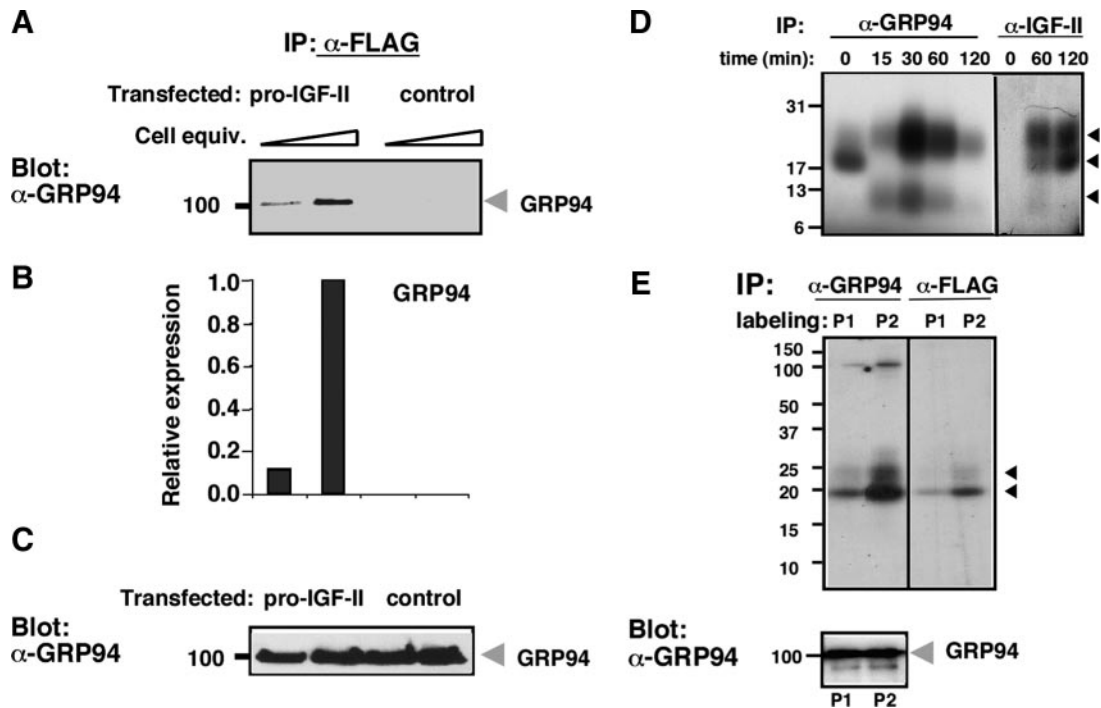 A
IP: α-FLAG
Transfected: pro-IGF-II control
Cell equiv.
Blot:
α-GRP94
100
GRP94
B
GRP94
Relative expression
1.0
0.8
0.6
0.4
0.2
0.0
C
Transfected: pro-IGF-II control
Blot:
α-GRP94
100
GRP94
D
IP: α-GRP94 α-IGF-II
time (min): 0 15 30 60 120 0 60 120
31
17
13
6
E
IP: α-GRP94 α-FLAG
labeling: P1 P2 P1 P2
150
100
50
37
25
20
15
10
Blot:
α-GRP94
100
GRP94
P1 P2